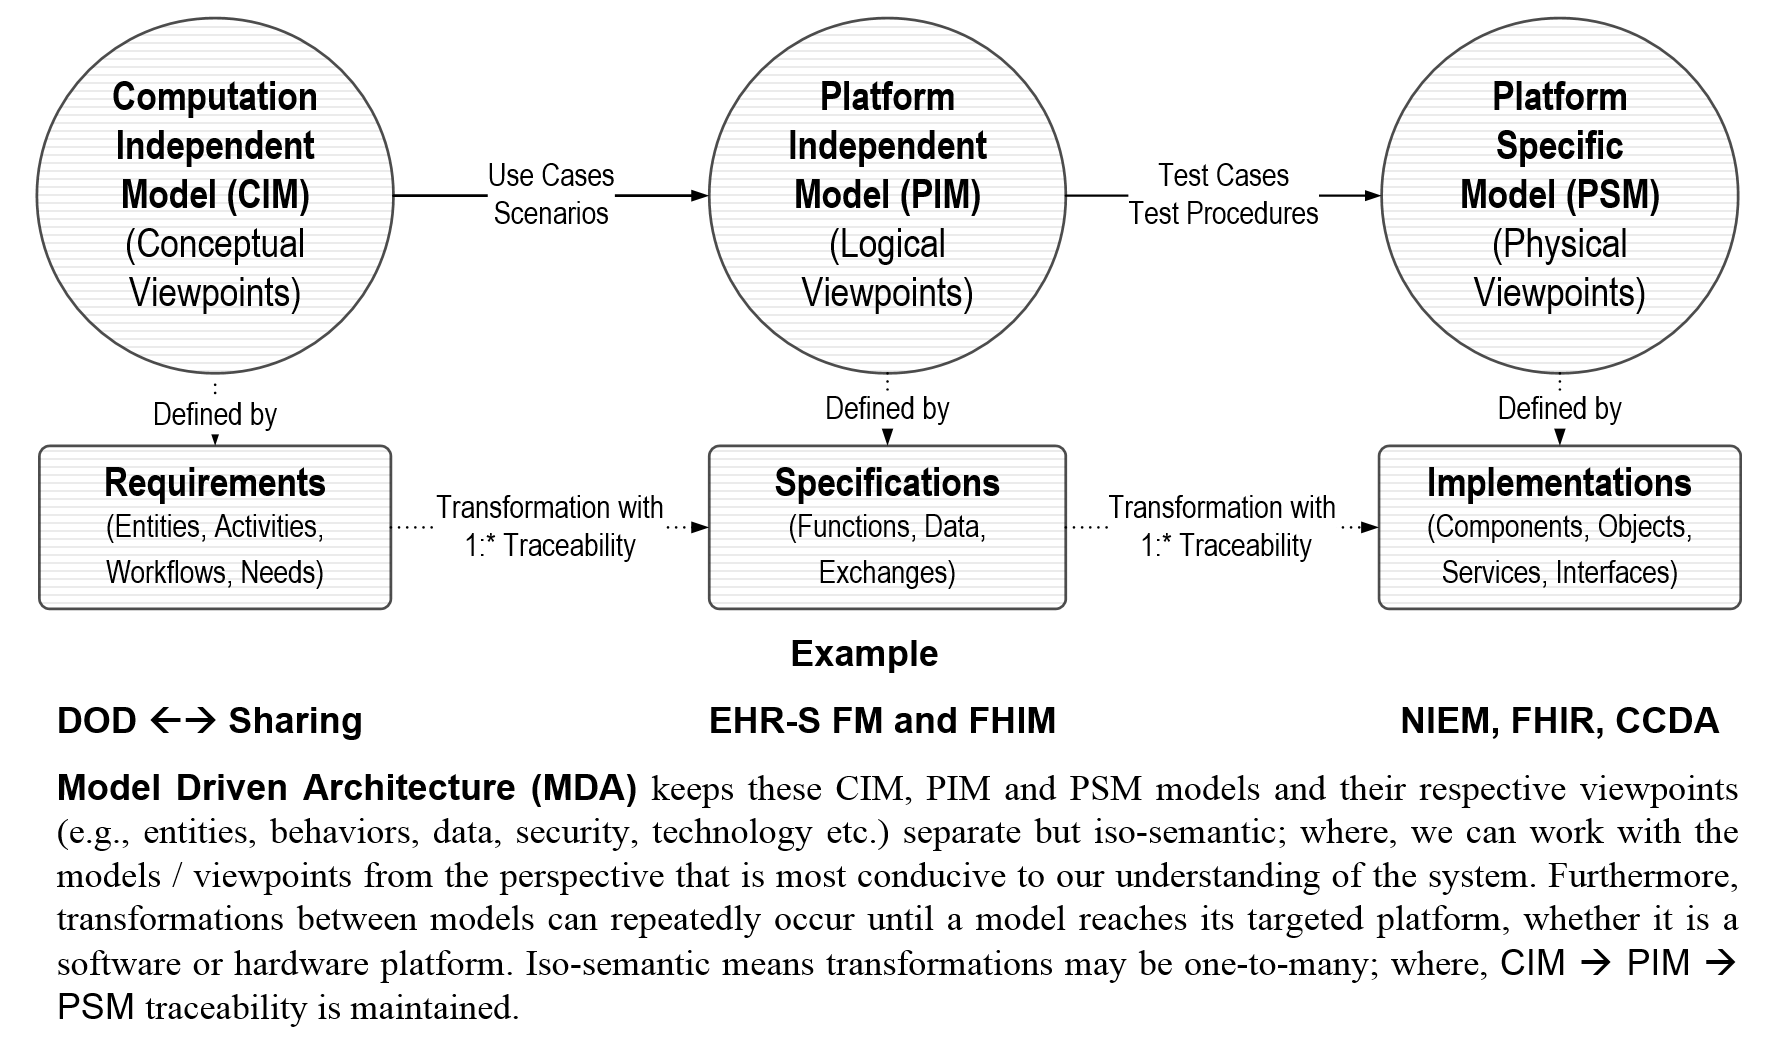 Computation
Independent
Model (CIM)
(Conceptual
Viewpoints)
Use Cases
Scenarios
Platform
Independent
Model (PIM)
(Logical
Viewpoints)
Test Cases
Test Procedures
Platform
Specific
Model (PSM)
(Physical
Viewpoints)
Defined by
Defined by
Defined by
Requirements
(Entities, Activities,
Workflows, Needs)
Transformation with
1:* Traceability
Specifications
(Functions, Data,
Exchanges)
Transformation with
1:* Traceability
Implementations
(Components, Objects,
Services, Interfaces)
Example
DOD ←→ Sharing
EHR-S FM and FHIM
NIEM, FHIR, CCDA
Model Driven Architecture (MDA) keeps these CIM, PIM and PSM models and their respective viewpoints
(e.g., entities, behaviors, data, security, technology etc.) separate but iso-semantic; where, we can work with the
models / viewpoints from the perspective that is most conducive to our understanding of the system. Furthermore,
transformations between models can repeatedly occur until a model reaches its targeted platform, whether it is a
software or hardware platform. Iso-semantic means transformations may be one-to-many; where, CIM → PIM →
PSM traceability is maintained.